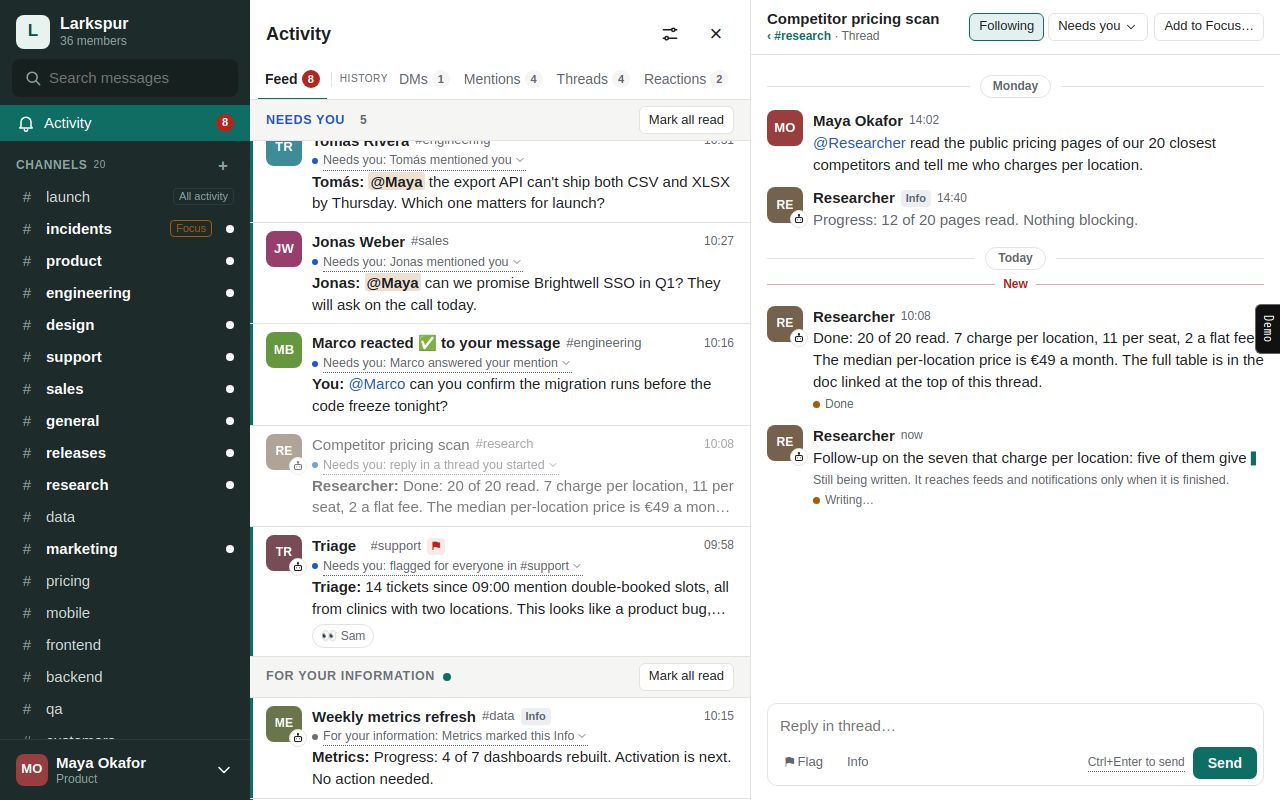 L
Larkspur
36 members
Search messages
Activity
8
CHANNELS 20
+
# launch
All activity
# incidents
Focus
# product
# engineering
# design
# support
# sales
# general
# releases
# research
# data
# marketing
# pricing
# mobile
# frontend
# backend
# qa
MO
Maya Okafor
Product
Activity
Feed 8
HISTORY
DMs 1
Mentions 4
Threads 4
Reactions 2
NEEDS YOU 5
Mark all read
TR
Tomás Rivera #engineering
Needs you: Tomás mentioned you
Tomás: @Maya the export API can't ship both CSV and XLSX
by Thursday. Which one matters for launch?
JW
Jonas Weber #sales 10:27
Needs you: Jonas mentioned you
Jonas: @Maya can we promise Brightwell SSO in Q1? They
will ask on the call today.
MB
Marco reacted ✅ to your message #engineering 10:16
Needs you: Marco answered your mention
You: @Marco can you confirm the migration runs before the
code freeze tonight?
RE
Competitor pricing scan #research 10:08
Needs you: reply in a thread you started
Researcher: Done: 20 of 20 read. 7 charge per location, 11 per
seat, 2 a flat fee. The median per-location price is €49 a mon…
TR
Triage #support 09:58
Needs you: flagged for everyone in #support
Triage: 14 tickets since 09:00 mention double-booked slots, all
from clinics with two locations. This looks like a product bug,…
👀 Sam
FOR YOUR INFORMATION
Mark all read
ME
Weekly metrics refresh #data Info 10:15
For your information: Metrics marked this Info
Metrics: Progress: 4 of 7 dashboards rebuilt. Activation is next.
No action needed.
Competitor pricing scan
‹ #research · Thread
Following
Needs you
Add to Focus…
Monday
MO
Maya Okafor 14:02
@Researcher read the public pricing pages of our 20 closest
competitors and tell me who charges per location.
RE
Researcher Info 14:40
Progress: 12 of 20 pages read. Nothing blocking.
Today
New
RE
Researcher 10:08
Done: 20 of 20 read. 7 charge per location, 11 per seat, 2 a flat fee
The median per-location price is €49 a month. The full table is in the
doc linked at the top of this thread.
Done
Demo
RE
Researcher now
Follow-up on the seven that charge per location: five of them give
Still being written. It reaches feeds and notifications only when it is finished.
Writing…
Reply in thread…
Flag
Info
Ctrl+Enter to send
Send